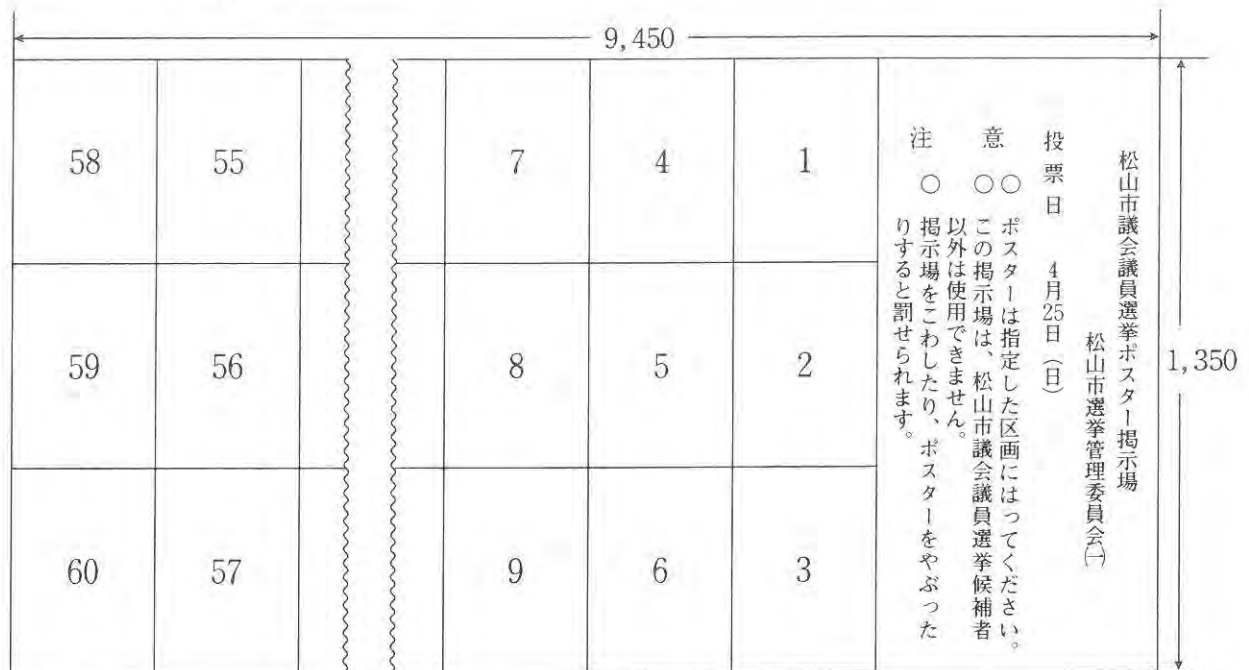 9,450
松山市議会議員選挙ポスター掲示場
松山市選挙管理委員会㈠
投票日　4月25日（日）
注　意
○　ポスターは指定した区画にはってください。
○　この掲示場は、松山市議会議員選挙候補者
以外は使用できません。
○　掲示場をこわしたり、ポスターをやぶった
りすると罰せられます。
1,350
1
2
3
4
5
6
7
8
9
55
56
57
58
59
60